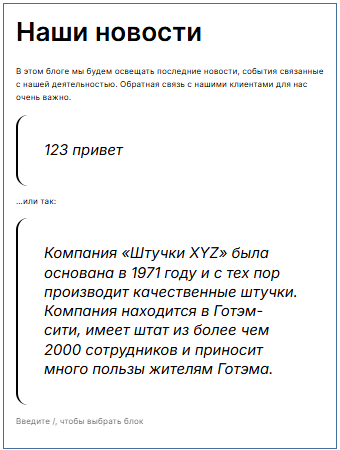 Наши новости
В этом блоге мы будем освещать последние новости, события связанные
с нашей деятельностью. Обратная связь с нашими клиентами для нас
очень важно.
123 привет
...или так:
Компания «Штучки XYZ» была
основана в 1971 году и с тех пор
производит качественные штучки.
Компания находится в Готэм-
сити, имеет штат из более чем
2000 сотрудников и приносит
много пользы жителям Готэма.
Введите /, чтобы выбрать блок